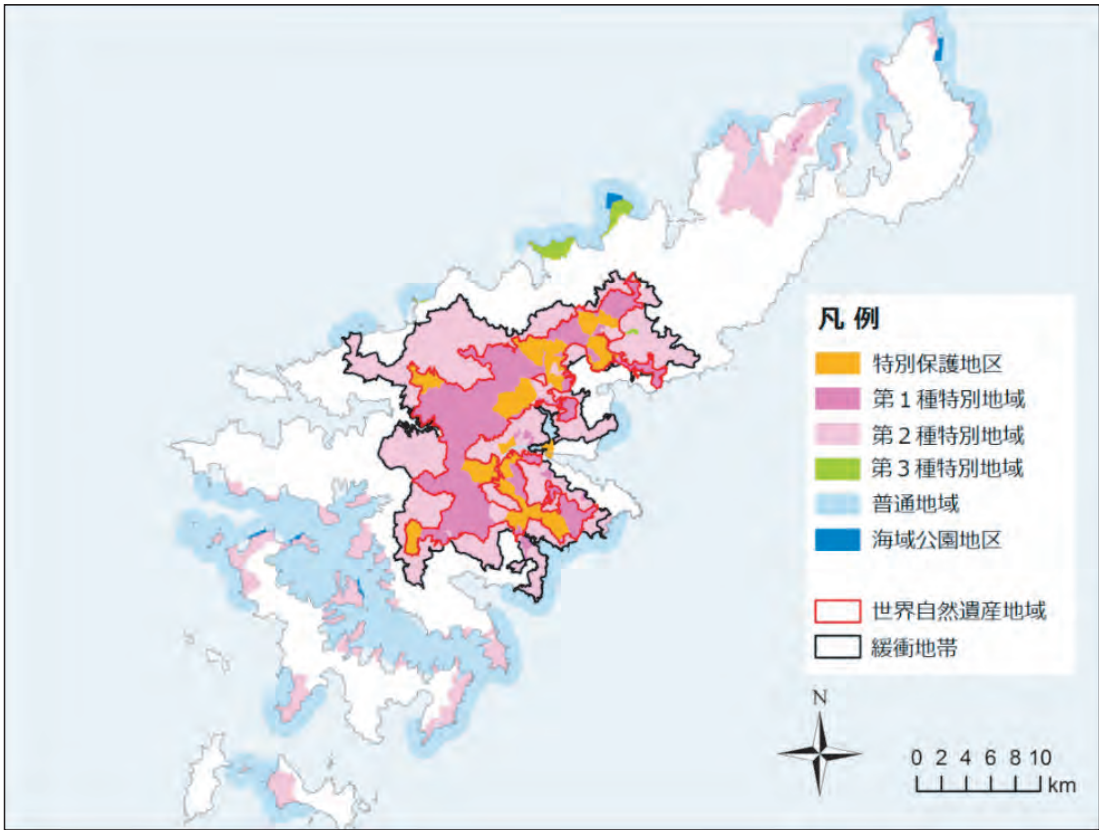 凡例
特別保護地区
第1種特別地域
第2種特別地域
第3種特別地域
普通地域
海域公園地区
世界自然遺産地域
緩衝地帯
N
0 2 4 6 8 10
km